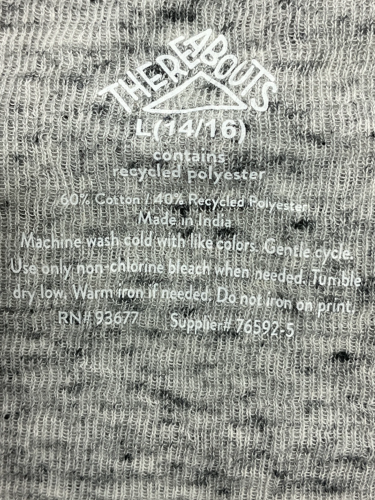 THEREABOUTS
L(14/16)
contains
recycled polyester
60% Cotton / 40% Recycled Polyester
Made in India
Machine wash cold with like colors. Gentle cycle.
Use only non-chlorine bleach when needed. Tumble
dry low. Warm iron if needed. Do not iron on print.
RN# 93677 Supplier# 76592-5